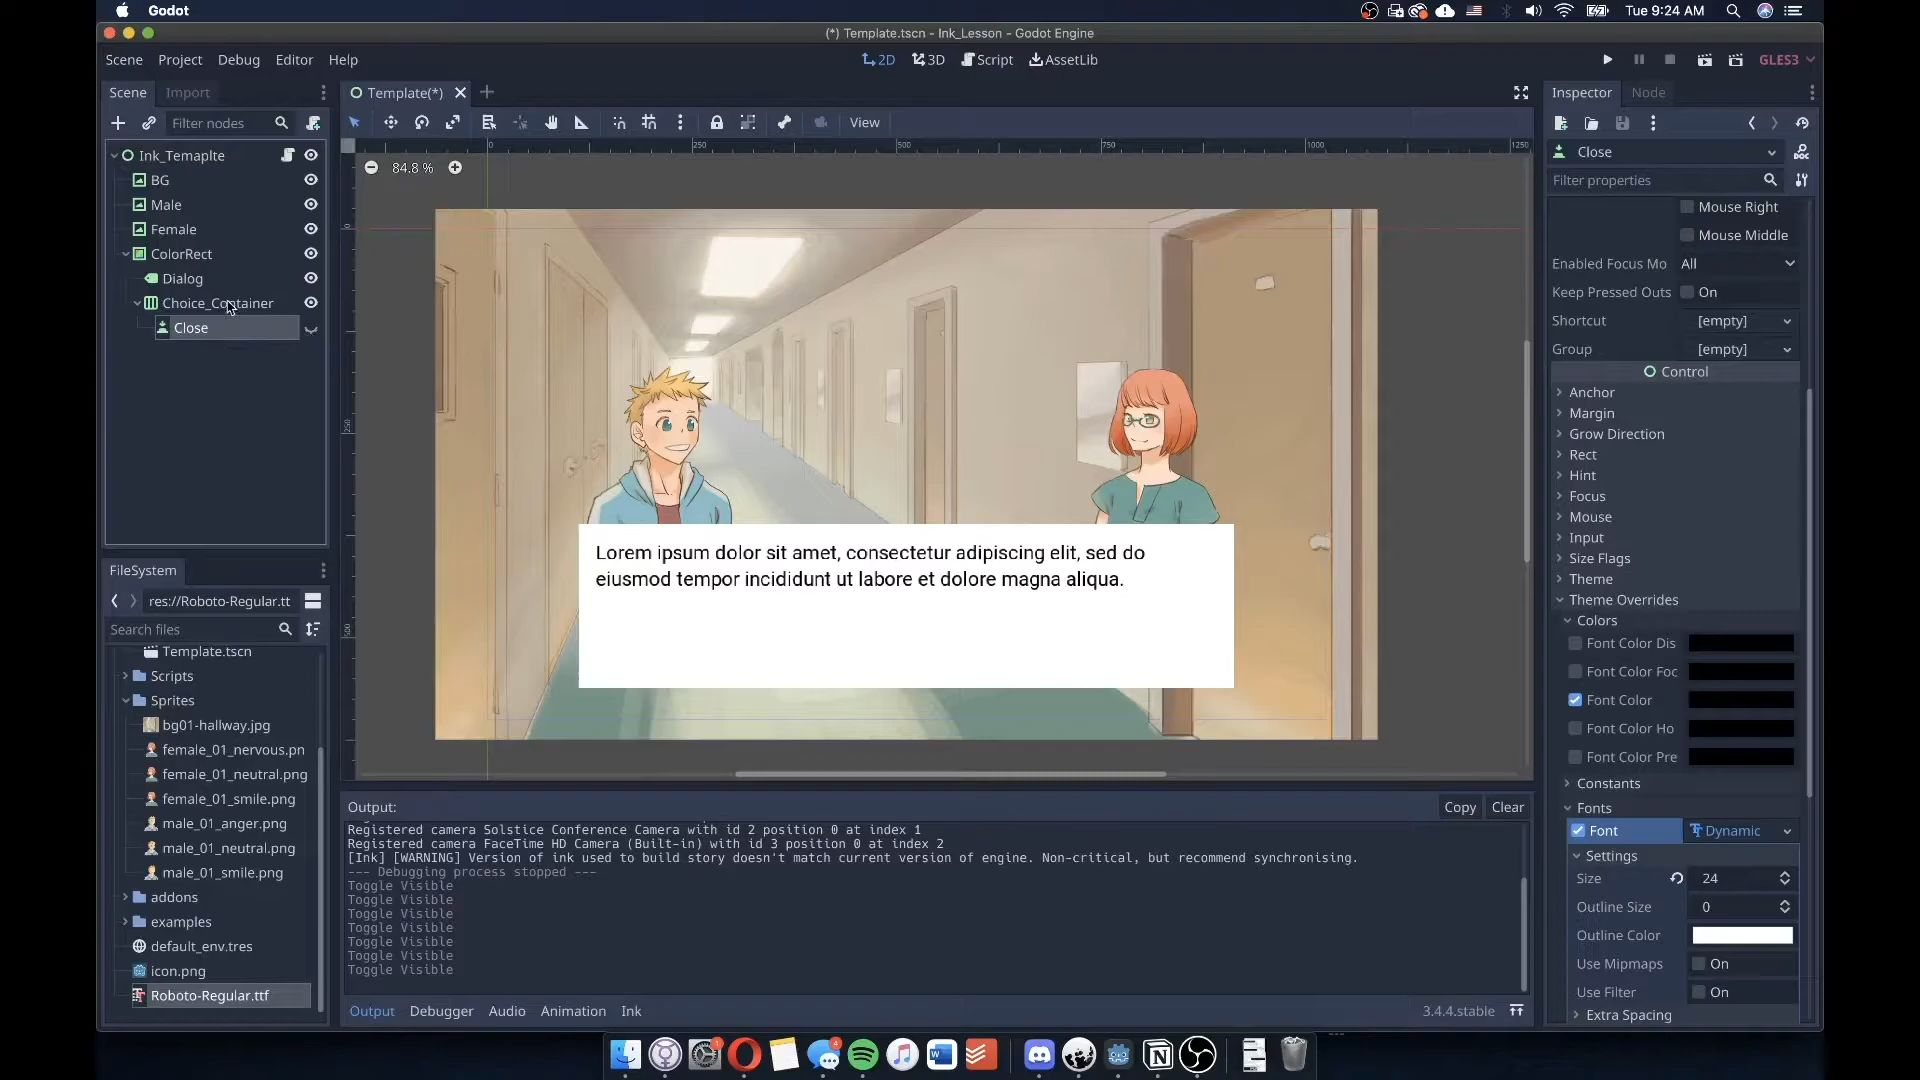 Godot
Tue 9:24 AM
(*) Template.tscn - Ink_Lesson - Godot Engine
Scene Project Debug Editor Help
2D 3D Script AssetLib
GLES3
Scene Import
Filter nodes
Ink_Temaplte
BG
Male
Female
ColorRect
Dialog
Choice_Container
Close
FileSystem
res://Roboto-Regular.tt
Search files
Template.tscn
Scripts
Sprites
bg01-hallway.jpg
female_01_nervous.pn
female_01_neutral.png
female_01_smile.png
male_01_anger.png
male_01_neutral.png
male_01_smile.png
addons
examples
default_env.tres
icon.png
Roboto-Regular.ttf
Template(*)
View
0 250 500 750 1000 1250
84.8 %
0
250
500
Lorem ipsum dolor sit amet, consectetur adipiscing elit, sed do
eiusmod tempor incididunt ut labore et dolore magna aliqua.
Output:
Copy Clear
Registered camera Solstice Conference Camera with id 2 position 0 at index 1
Registered camera FaceTime HD Camera (Built-in) with id 3 position 0 at index 2
[Ink] [WARNING] Version of ink used to build story doesn't match current version of engine. Non-critical, but recommend synchronising.
--- Debugging process stopped ---
Toggle Visible
Toggle Visible
Toggle Visible
Toggle Visible
Toggle Visible
Toggle Visible
Toggle Visible
Output Debugger Audio Animation Ink
3.4.4.stable
Inspector Node
Close
DOC
Filter properties
Mouse Right
Mouse Middle
Enabled Focus Mo All
Keep Pressed Outs On
Shortcut [empty]
Group [empty]
Control
Anchor
Margin
Grow Direction
Rect
Hint
Focus
Mouse
Input
Size Flags
Theme
Theme Overrides
Colors
Font Color Dis
Font Color Foc
Font Color
Font Color Ho
Font Color Pre
Constants
Fonts
Font Dynamic
Settings
Size 24
Outline Size 0
Outline Color
Use Mipmaps On
Use Filter On
Extra Spacing
1
4
W
N